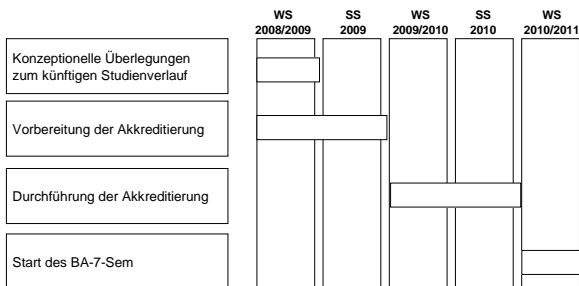 WS SS WS SS WS
2008/2009 2009 2009/2010 2010 2010/2011
Konzeptionelle Überlegungen
zum künftigen Studienverlauf
Vorbereitung der Akkreditierung
Durchführung der Akkreditierung
Start des BA-7-Sem